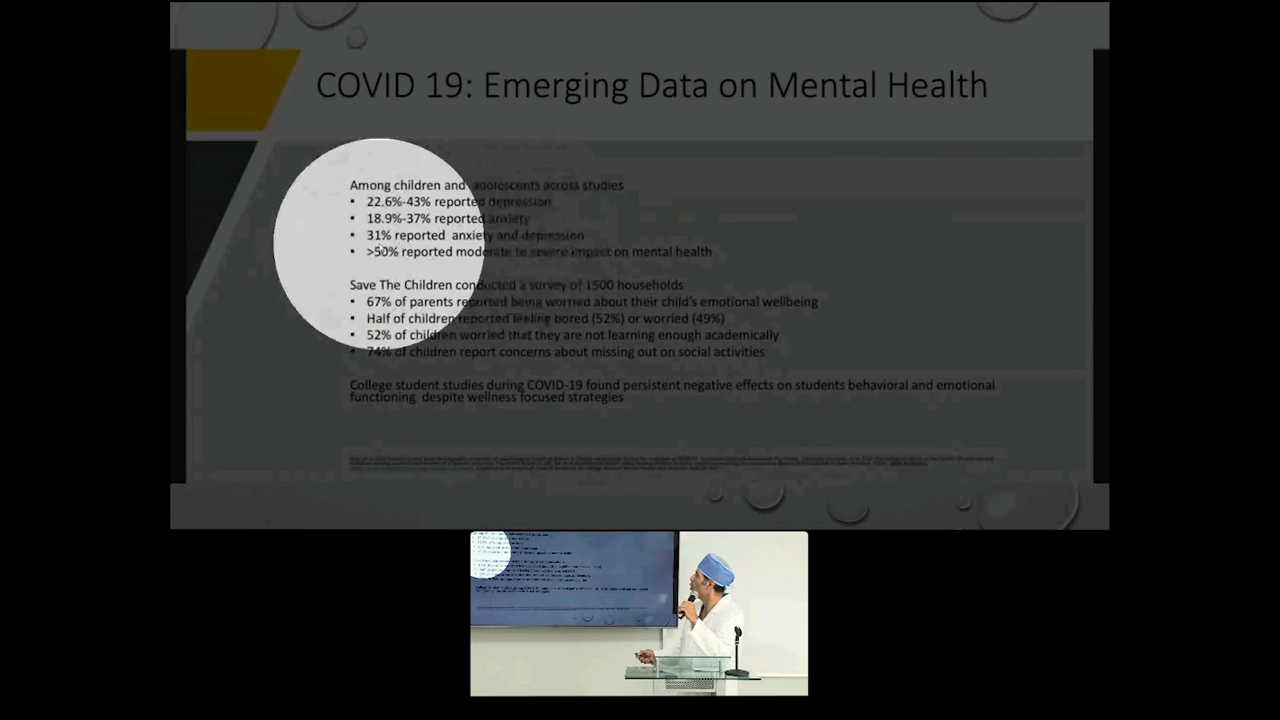 COVID 19: Emerging Data on Mental Health
Among children and adolescents across studies
• 22.6%-43% reported depression
• 18.9%-37% reported anxiety
• 31% reported anxiety and depression
• >50% reported moderate to severe impact on mental health
Save The Children conducted a survey of 1500 households
• 67% of parents reported being worried about their child's emotional wellbeing
• Half of children reported feeling bored (52%) or worried (49%)
• 52% of children worried that they are not learning enough academically
• 74% of children report concerns about missing out on social activities
College student studies during COVID-19 found persistent negative effects on students behavioral and emotional
functioning despite wellness focused strategies